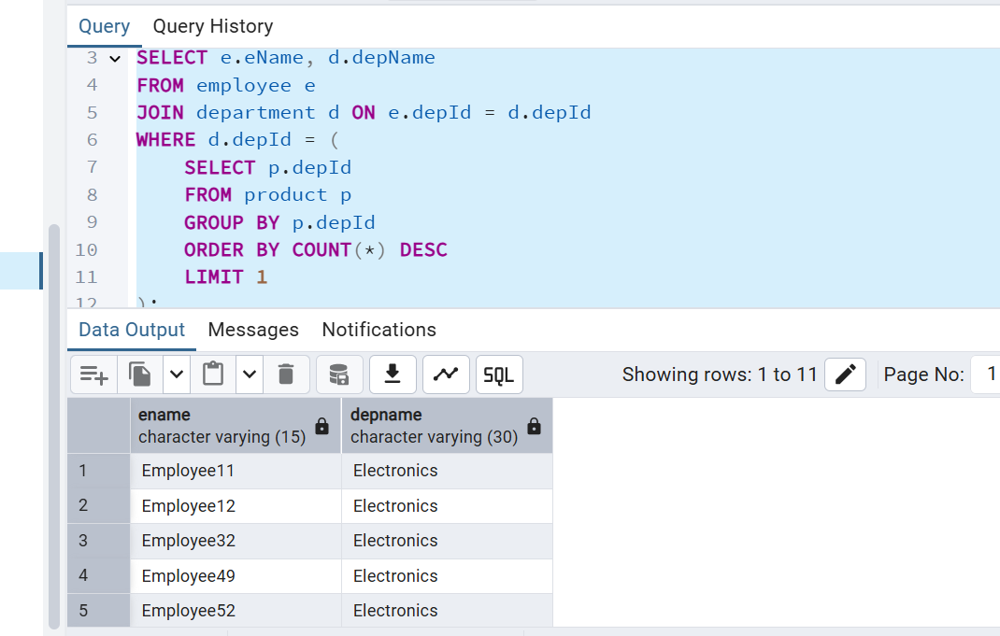 Query Query History
3 SELECT e.eName, d.depName
4 FROM employee e
5 JOIN department d ON e.depId = d.depId
6 WHERE d.depId = (
7 SELECT p.depId
8 FROM product p
9 GROUP BY p.depId
10 ORDER BY COUNT(*) DESC
11 LIMIT 1
12 );
Data Output Messages Notifications
SQL Showing rows: 1 to 11 Page No: 1
ename depname
character varying (15) character varying (30)
1 Employee11 Electronics
2 Employee12 Electronics
3 Employee32 Electronics
4 Employee49 Electronics
5 Employee52 Electronics